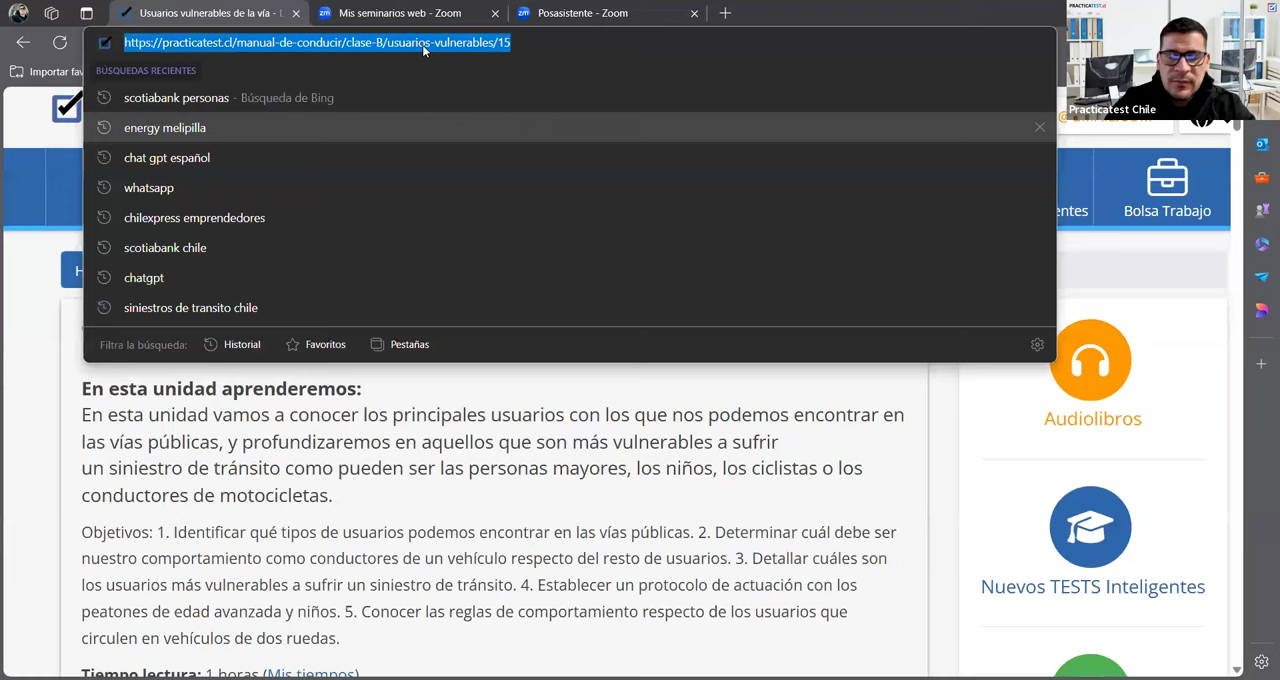 Usuarios vulnerables de la vía - L
Mis seminarios web - Zoom
Posasistente - Zoom
https://practicatest.cl/manual-de-conducir/clase-B/usuarios-vulnerables/15
Importar fav
BÚSQUEDAS RECIENTES
scotiabank personas - Búsqueda de Bing
energy melipilla
chat gpt español
whatsapp
chilexpress emprendedores
scotiabank chile
chatgpt
siniestros de transito chile
Filtra la búsqueda:
Historial
Favoritos
Pestañas
PRACTICATEST.cl
Practicatest Chile
entes
Bolsa Trabajo
H
En esta unidad aprenderemos:
En esta unidad vamos a conocer los principales usuarios con los que nos podemos encontrar en
las vías públicas, y profundizaremos en aquellos que son más vulnerables a sufrir
un siniestro de tránsito como pueden ser las personas mayores, los niños, los ciclistas o los
conductores de motocicletas.
Objetivos: 1. Identificar qué tipos de usuarios podemos encontrar en las vías públicas. 2. Determinar cuál debe ser
nuestro comportamiento como conductores de un vehículo respecto del resto de usuarios. 3. Detallar cuáles son
los usuarios más vulnerables a sufrir un siniestro de tránsito. 4. Establecer un protocolo de actuación con los
peatones de edad avanzada y niños. 5. Conocer las reglas de comportamiento respecto de los usuarios que
circulen en vehículos de dos ruedas.
Tiempo lectura: 1 horas (Mis tiempos)
Audiolibros
Nuevos TESTS Inteligentes